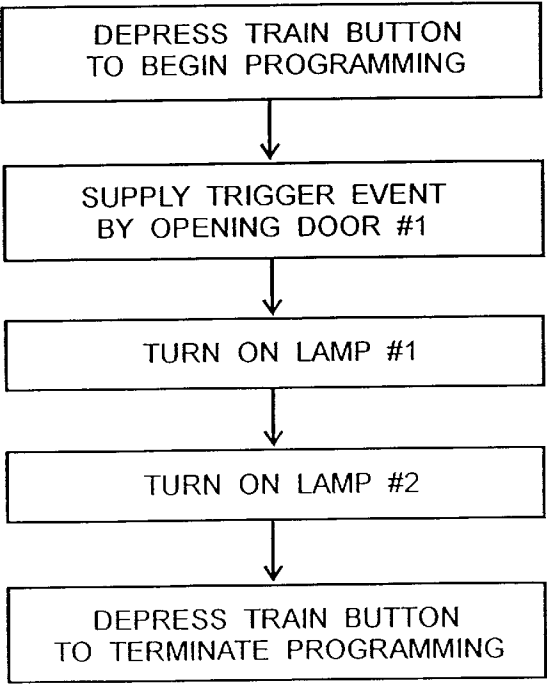 DEPRESS TRAIN BUTTON
TO BEGIN PROGRAMMING
SUPPLY TRIGGER EVENT
BY OPENING DOOR #1
TURN ON LAMP #1
TURN ON LAMP #2
DEPRESS TRAIN BUTTON
TO TERMINATE PROGRAMMING